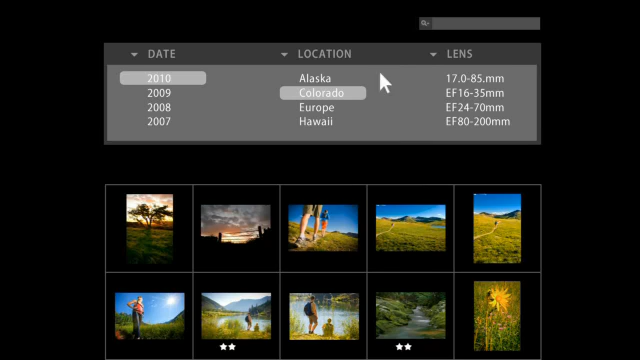 DATE LOCATION LENS
2010 Alaska 17.0-85.mm
2009 Colorado EF16-35mm
2008 Europe EF24-70mm
2007 Hawaii EF80-200mm